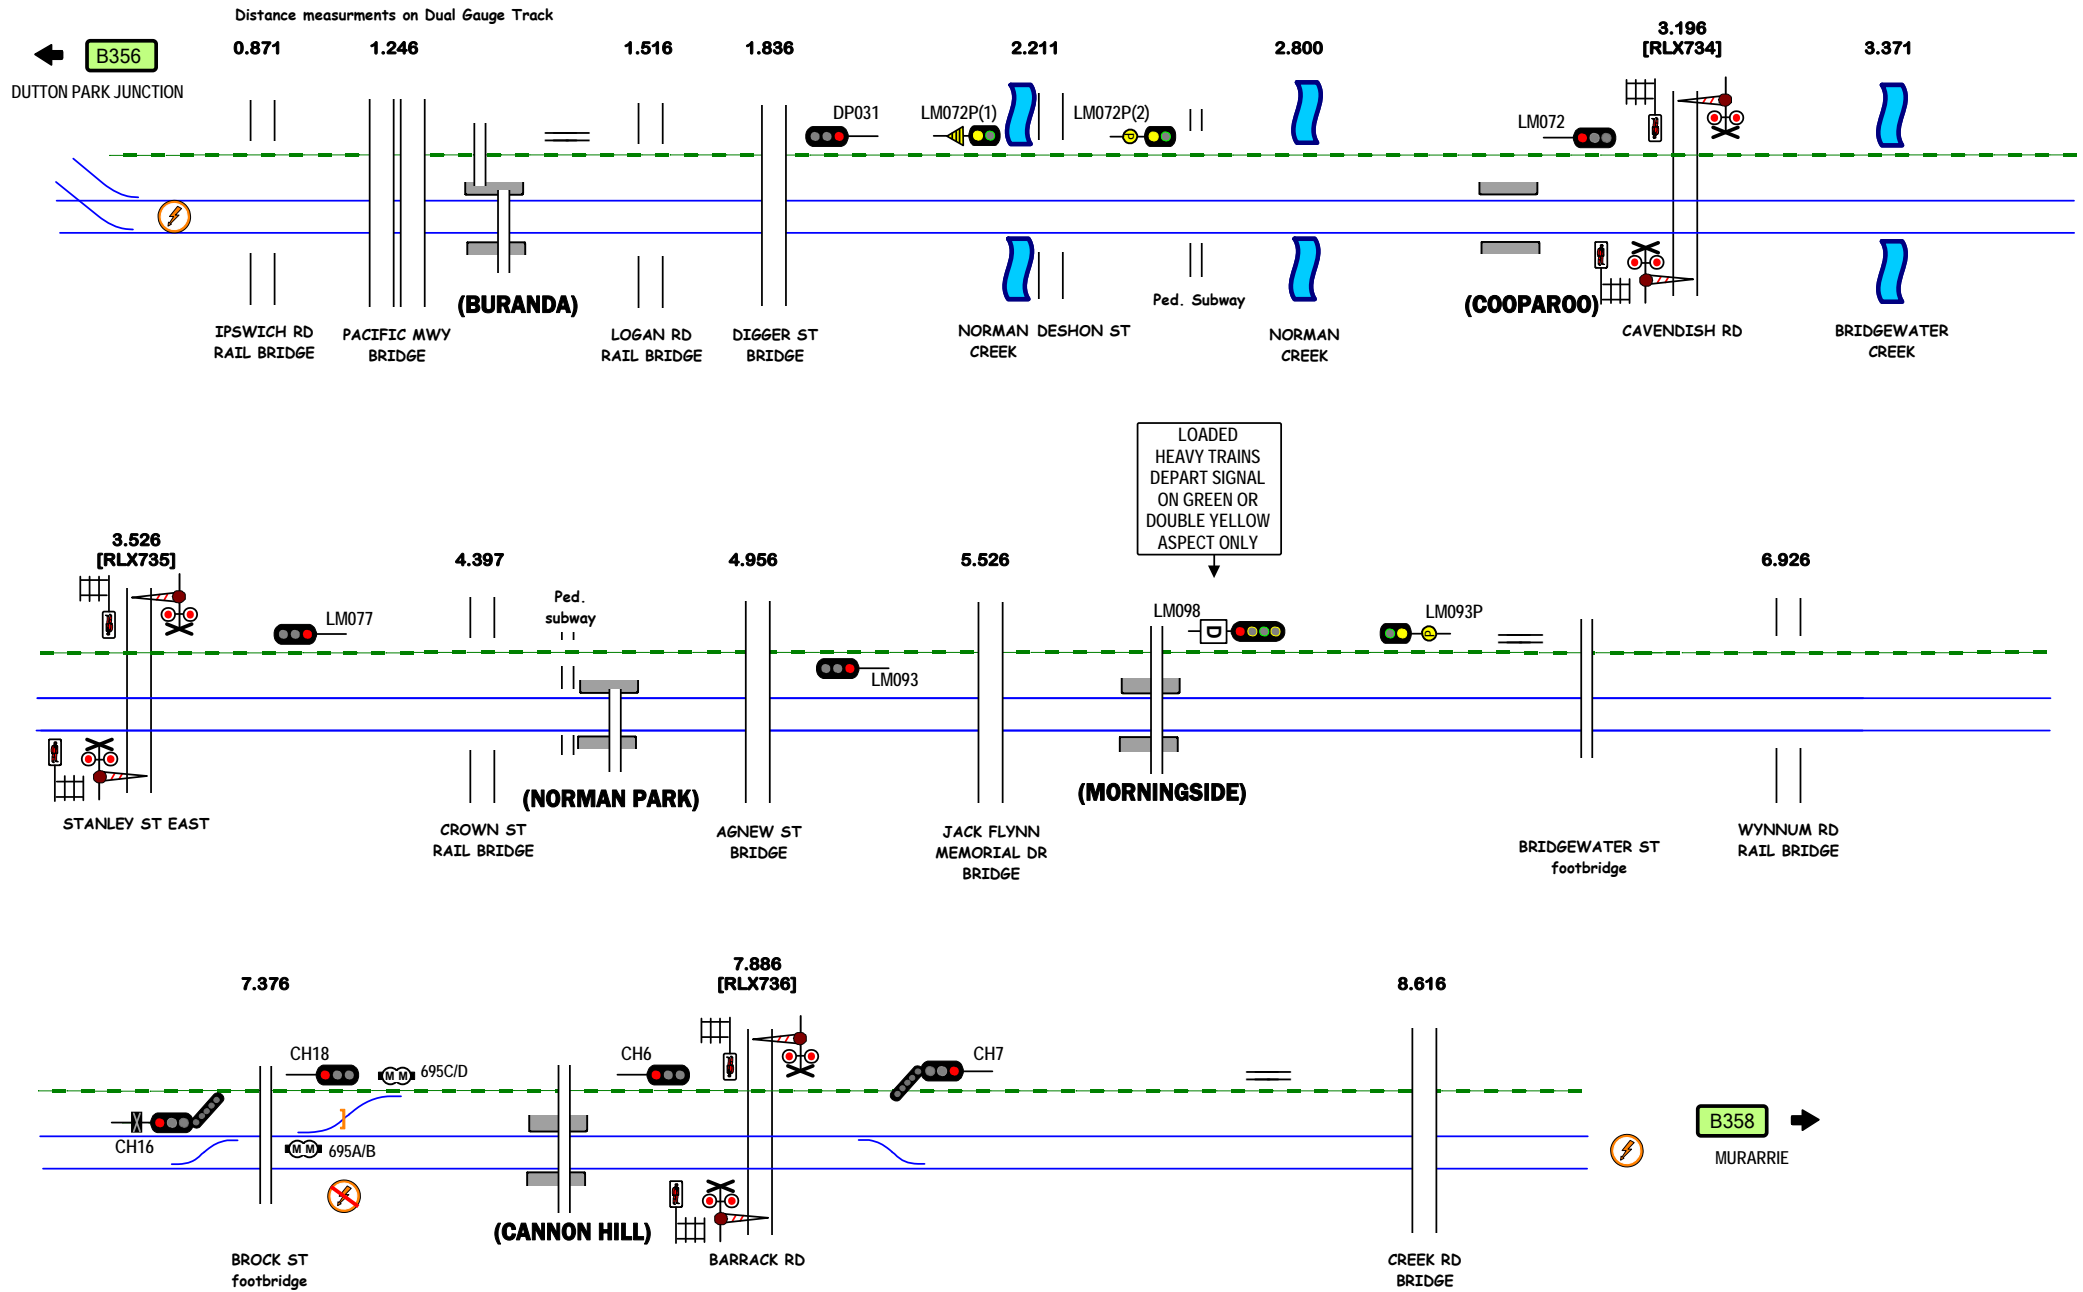 Distance measurments on Dual Gauge Track
B356
DUTTON PARK JUNCTION
0.871
1.246
1.516
1.836
2.211
2.800
3.196
[RLX734]
3.371
DP031
LM072P(1)
LM072P(2)
P
LM072
(BURANDA)
Ped. Subway
(COOPAROO)
IPSWICH RD
RAIL BRIDGE
PACIFIC MWY
BRIDGE
LOGAN RD
RAIL BRIDGE
DIGGER ST
BRIDGE
NORMAN
CREEK
DESHON ST
NORMAN
CREEK
CAVENDISH RD
BRIDGEWATER
CREEK
LOADED
HEAVY TRAINS
DEPART SIGNAL
ON GREEN OR
DOUBLE YELLOW
ASPECT ONLY
3.526
[RLX735]
4.397
4.956
5.526
6.926
LM077
Ped.
subway
LM093
LM098
D
LM093P
P
(NORMAN PARK)
(MORNINGSIDE)
STANLEY ST EAST
CROWN ST
RAIL BRIDGE
AGNEW ST
BRIDGE
JACK FLYNN
MEMORIAL DR
BRIDGE
BRIDGEWATER ST
footbridge
WYNNUM RD
RAIL BRIDGE
7.376
7.886
[RLX736]
8.616
CH18
M M
695C/D
CH6
CH7
CH16
M M
695A/B
B358
MURARRIE
(CANNON HILL)
BROCK ST
footbridge
BARRACK RD
CREEK RD
BRIDGE